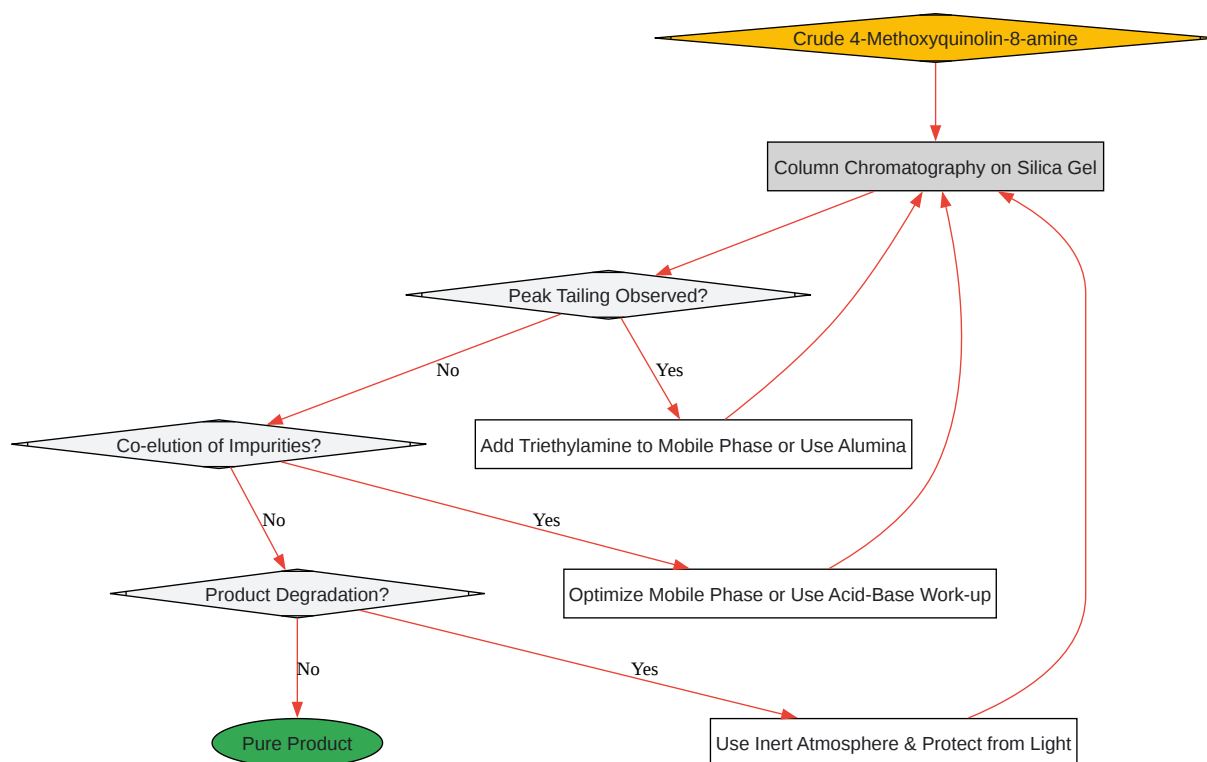 Crude 4-Methoxyquinolin-8-amine
Column Chromatography on Silica Gel
Peak Tailing Observed?
No
Yes
Co-elution of Impurities?
Add Triethylamine to Mobile Phase or Use Alumina
No
Yes
Product Degradation?
Optimize Mobile Phase or Use Acid-Base Work-up
No
Yes
Pure Product
Use Inert Atmosphere & Protect from Light